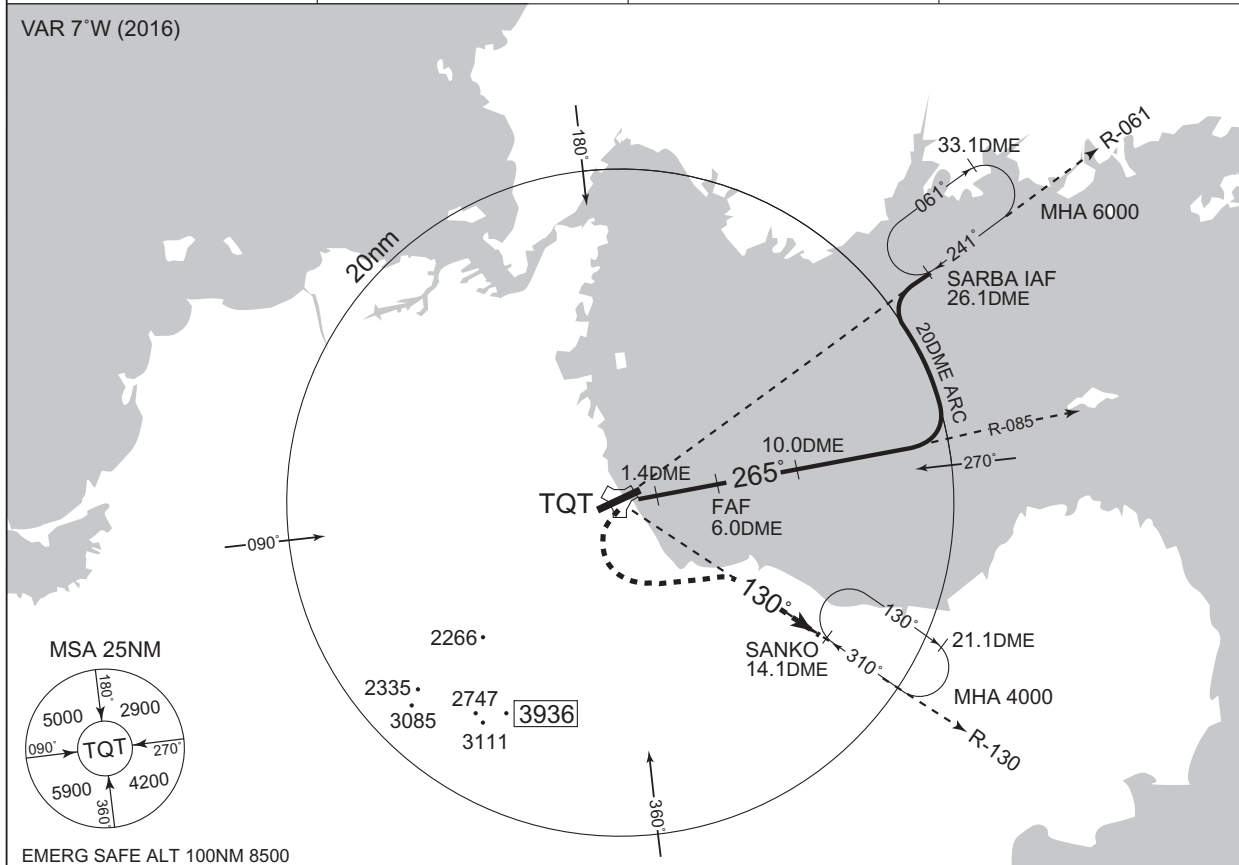 VAR 7°W (2016)
180°
20nm
33.1DME
R-061
061°
MHA 6000
241°
SARBA IAF
26.1DME
20DME ARC
R-085
10.0DME
270°
1.4DME
265°
TQT
FAF
6.0DME
090°
130°
130°
21.1DME
SANKO
14.1DME
310°
MHA 4000
R-130
2266
2335
3085
2747
3111
3936
360°
MSA 25NM
180°
5000
2900
090°
TQT
270°
5900
4200
360°
EMERG SAFE ALT 100NM 8500